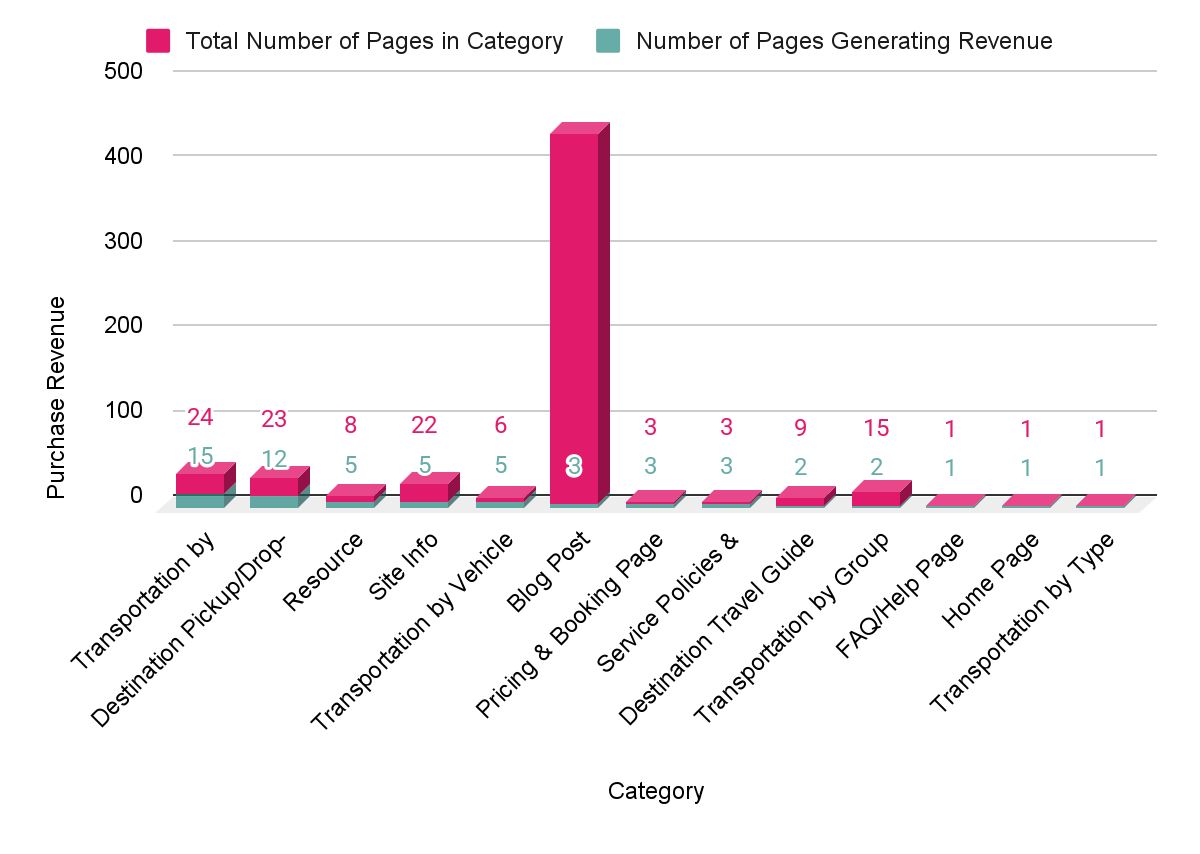 Total Number of Pages in Category
Number of Pages Generating Revenue
Purchase Revenue
500
400
300
200
100
0
24
23
8
22
6
3
3
9
15
1
1
1
15
12
5
5
5
3
3
3
2
2
1
1
1
Transportation by
Destination Pickup/Drop-
Resource
Site Info
Transportation by Vehicle
Blog Post
Pricing & Booking Page
Service Policies &
Destination Travel Guide
Transportation by Group
FAQ/Help Page
Home Page
Transportation by Type
Category